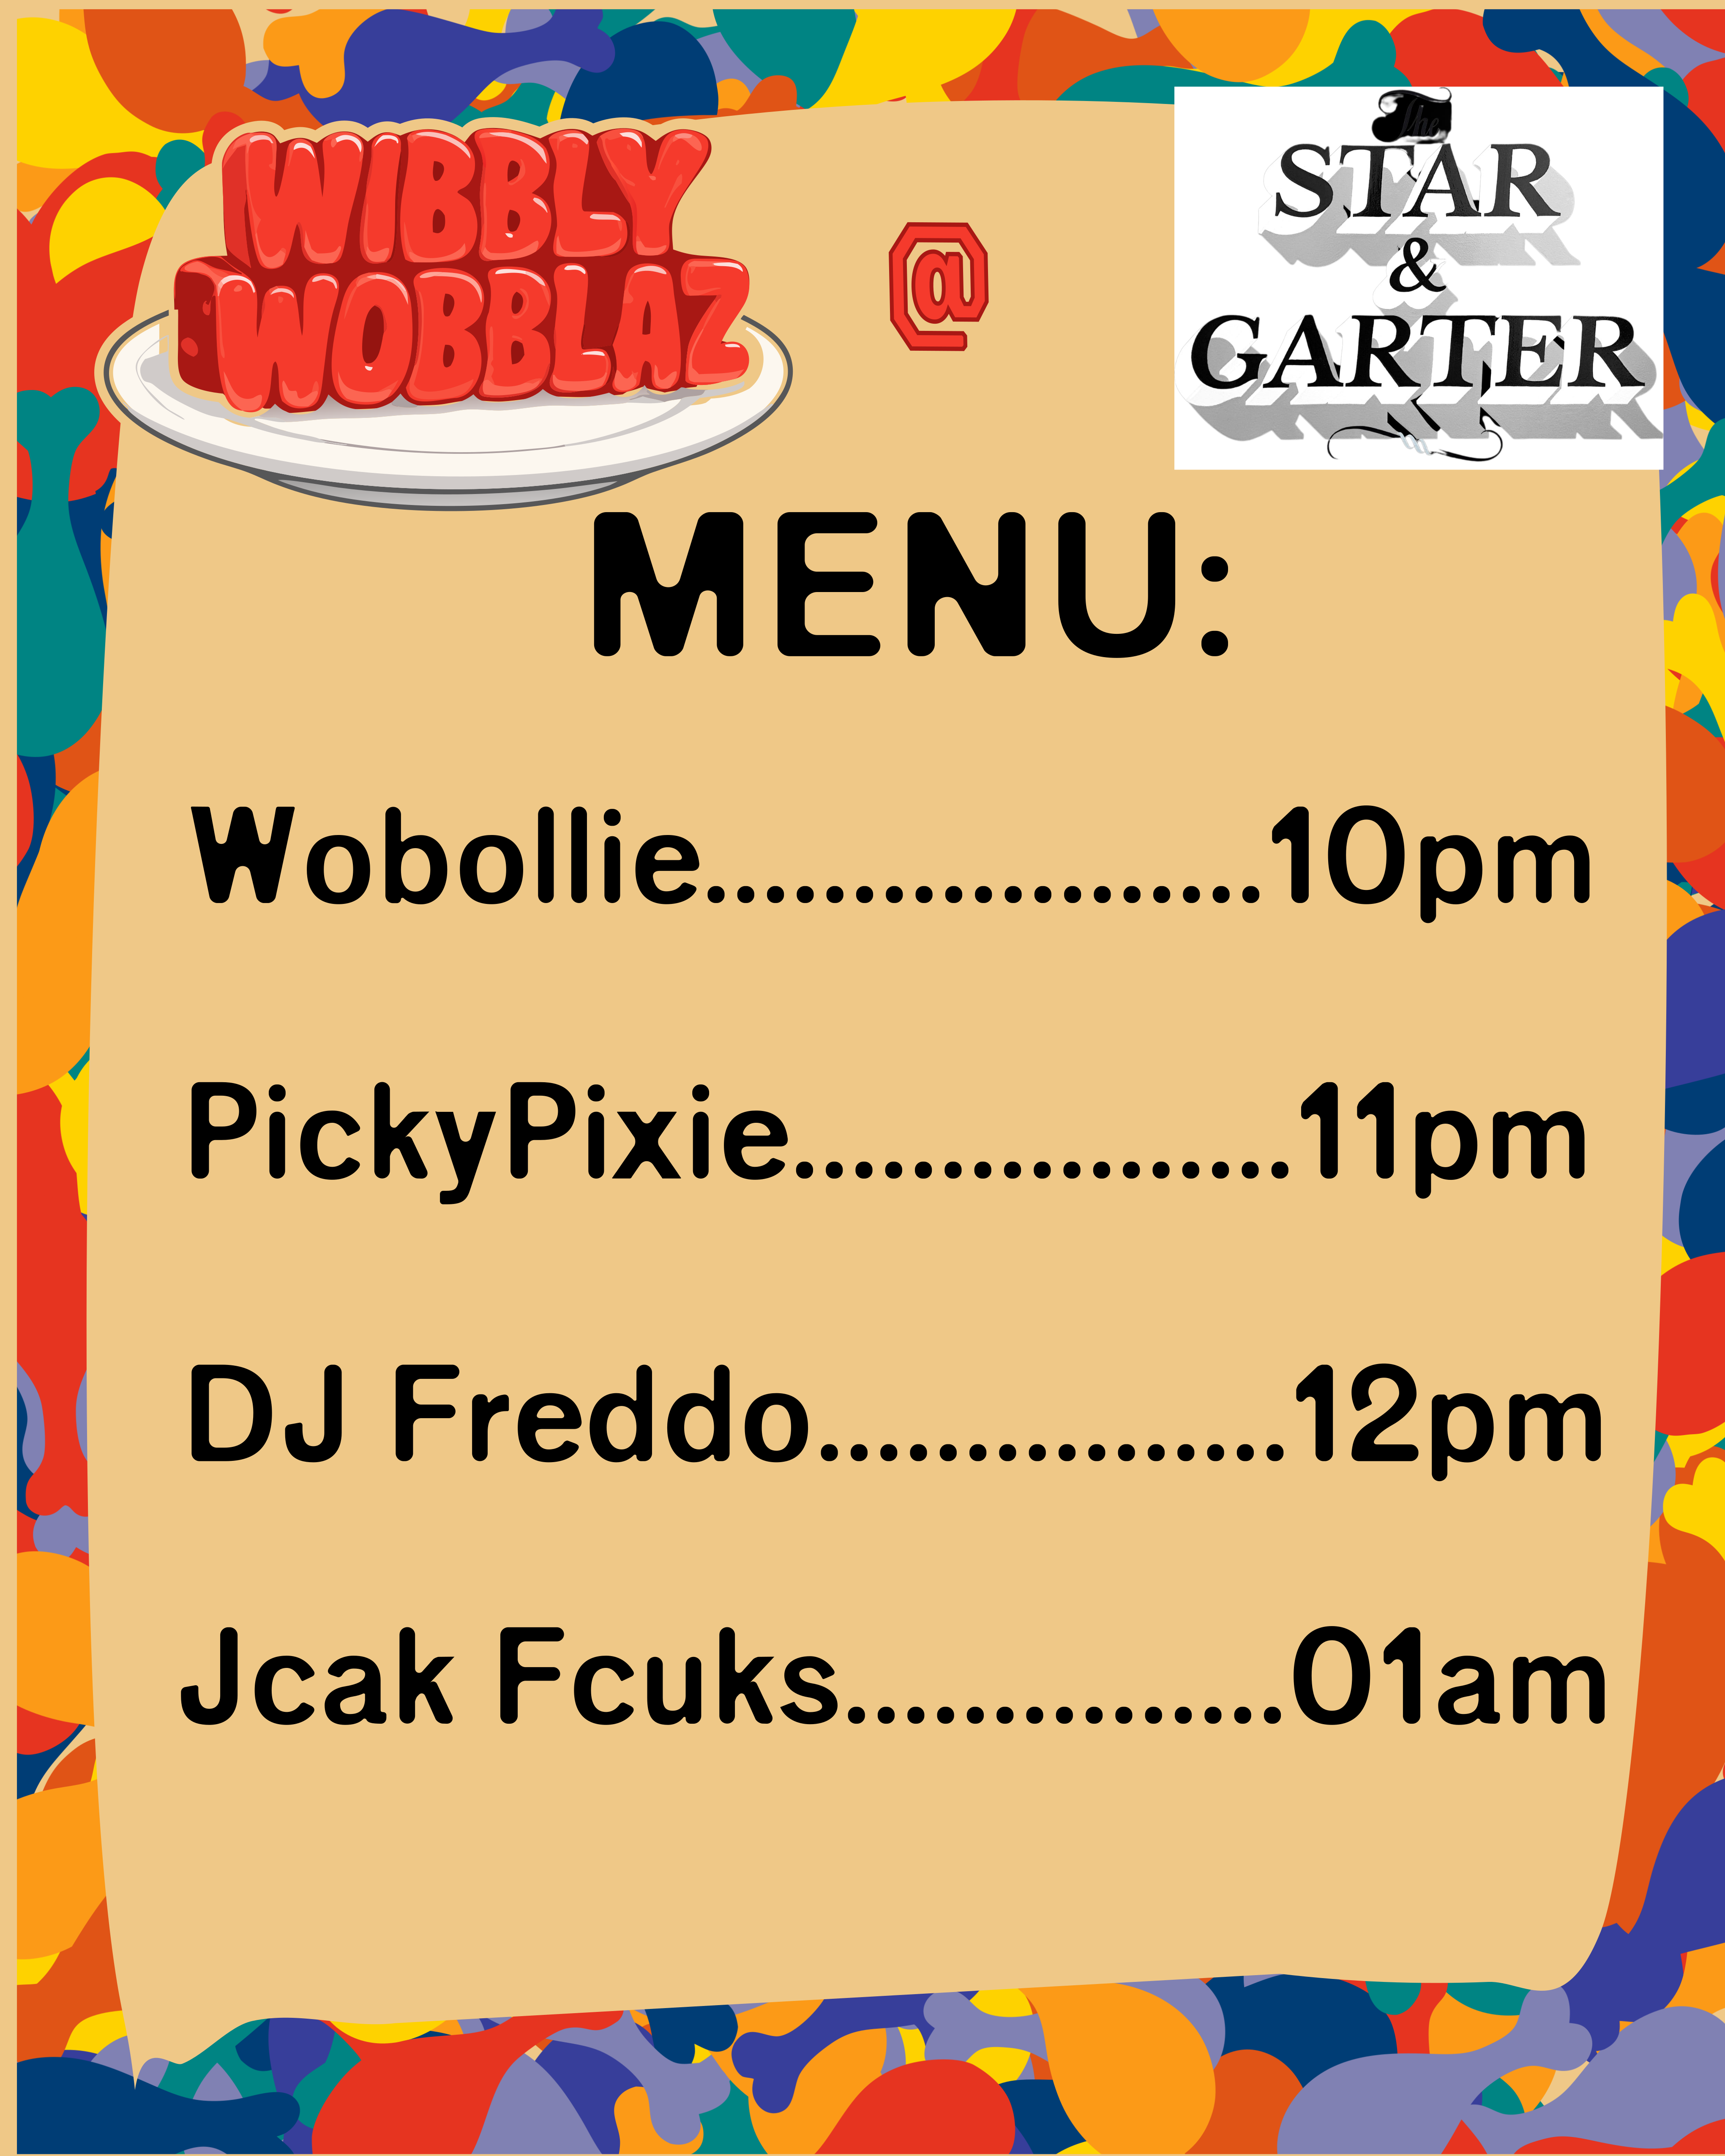 WIBBLY
WOBBLAZ
@
The
STAR
&
GARTER
MENU:
Wobollie...................10pm
PickyPixie.................11pm
DJ Freddo................12pm
Jcak Fcuks...............01am